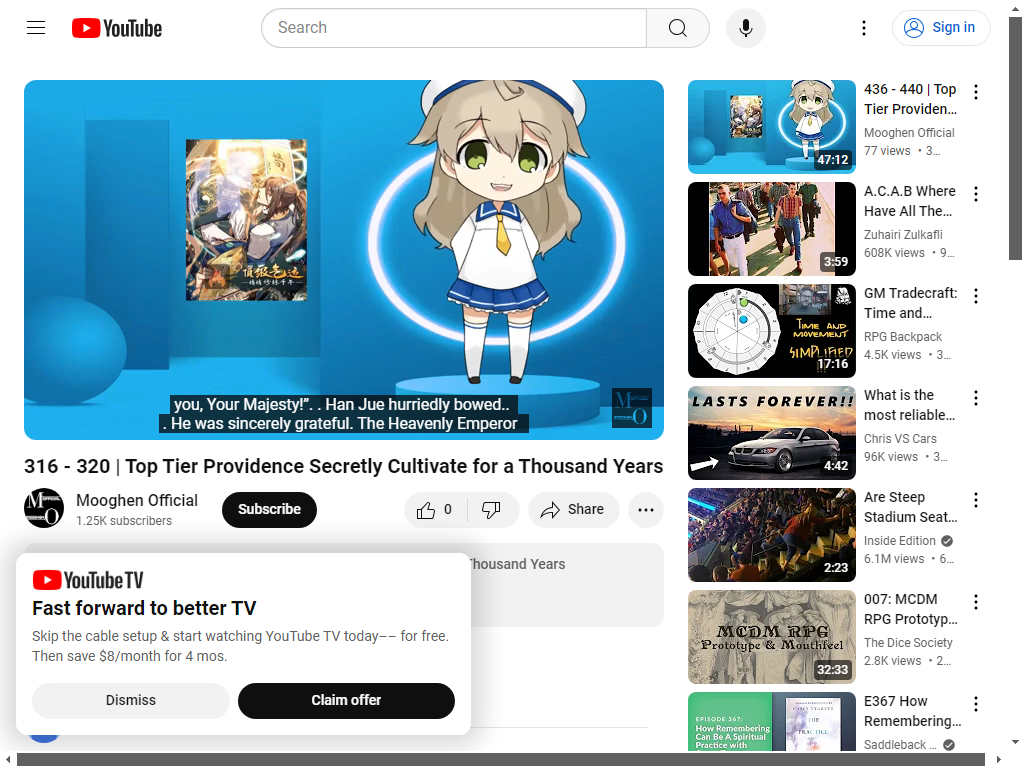 YouTube
Search
Sign in
you, Your Majesty!”. . Han Jue hurriedly bowed..
. He was sincerely grateful. The Heavenly Emperor
316 - 320 | Top Tier Providence Secretly Cultivate for a Thousand Years
Mooghen Official
1.25K subscribers
Subscribe
0
Share
Thousand Years
YouTube TV
Fast forward to better TV
Skip the cable setup & start watching YouTube TV today–– for free.
Then save $8/month for 4 mos.
Dismiss
Claim offer
47:12
436 - 440 | Top
Tier Providen...
Mooghen Official
77 views • 3...
3:59
A.C.A.B Where
Have All The...
Zuhairi Zulkafli
608K views • 9...
TIME AND
MOVEMENT
SIMPLIFIED
17:16
GM Tradecraft:
Time and...
RPG Backpack
4.5K views • 3...
LASTS FOREVER!!
4:42
What is the
most reliable...
Chris VS Cars
96K views • 3...
2:23
Are Steep
Stadium Seat...
Inside Edition
6.1M views • 6...
MCDM RPG
Prototype & Mouthfeel
32:33
007: MCDM
RPG Prototyp...
The Dice Society
2.8K views • 2...
EPISODE 367:
How Remembering
Can Be A Spiritual
Practice with
THE
PRACTICE
E367 How
Remembering...
Saddleback ...